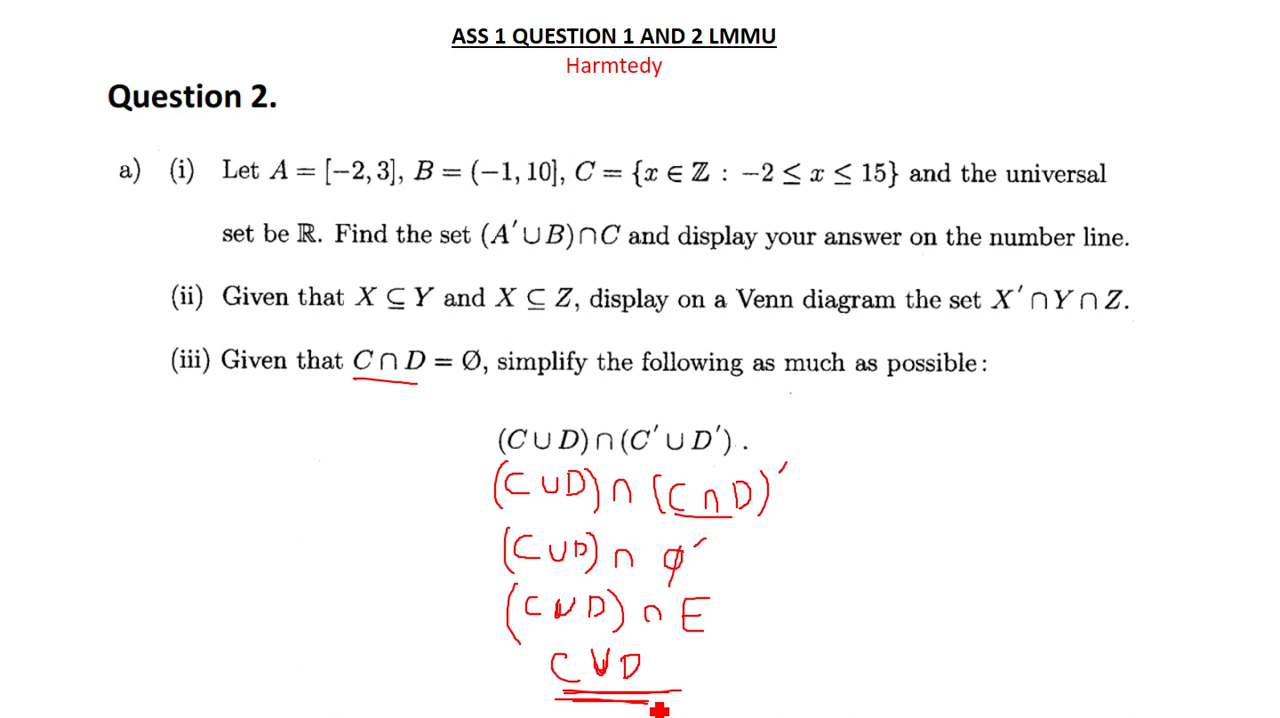 ASS 1 QUESTION 1 AND 2 LMMU
Harmtedy
Question 2.
a) (i) Let A = [−2, 3], B = (−1, 10], C = {x ∈ ℤ : −2 ≤ x ≤ 15} and the universal
set be ℝ. Find the set (A′ ∪ B) ∩ C and display your answer on the number line.
(ii) Given that X ⊆ Y and X ⊆ Z, display on a Venn diagram the set X′ ∩ Y ∩ Z.
(iii) Given that C ∩ D = Ø, simplify the following as much as possible :
(C ∪ D) ∩ (C′ ∪ D′) .
(C ∪ D) ∩ (C ∩ D)′
(C ∪ D) ∩ ϕ′
(C ∪ D) ∩ E
C ∪ D